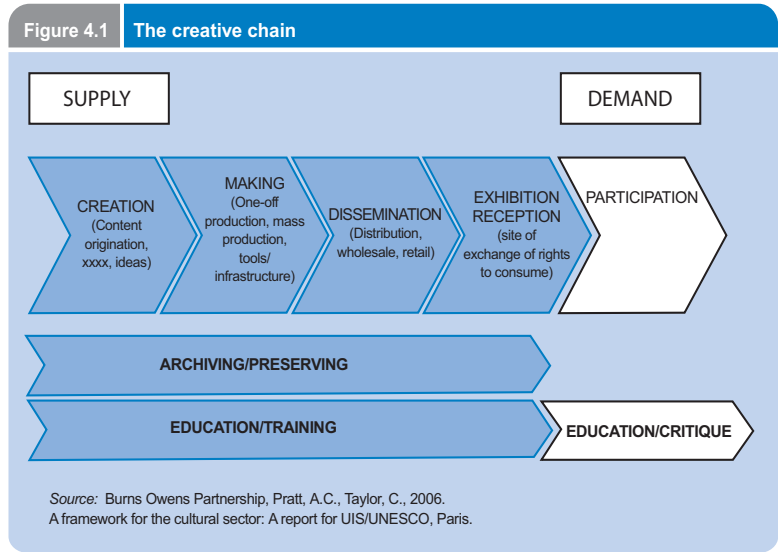 Figure 4.1 The creative chain
SUPPLY
DEMAND
CREATION
(Content
origination,
xxxx, ideas)
MAKING
(One-off
production, mass
production,
tools/
infrastructure)
DISSEMINATION
(Distribution,
wholesale, retail)
EXHIBITION
RECEPTION
(site of
exchange of rights
to consume)
PARTICIPATION
ARCHIVING/PRESERVING
EDUCATION/TRAINING
EDUCATION/CRITIQUE
Source: Burns Owens Partnership, Pratt, A.C., Taylor, C., 2006.
A framework for the cultural sector: A report for UIS/UNESCO, Paris.